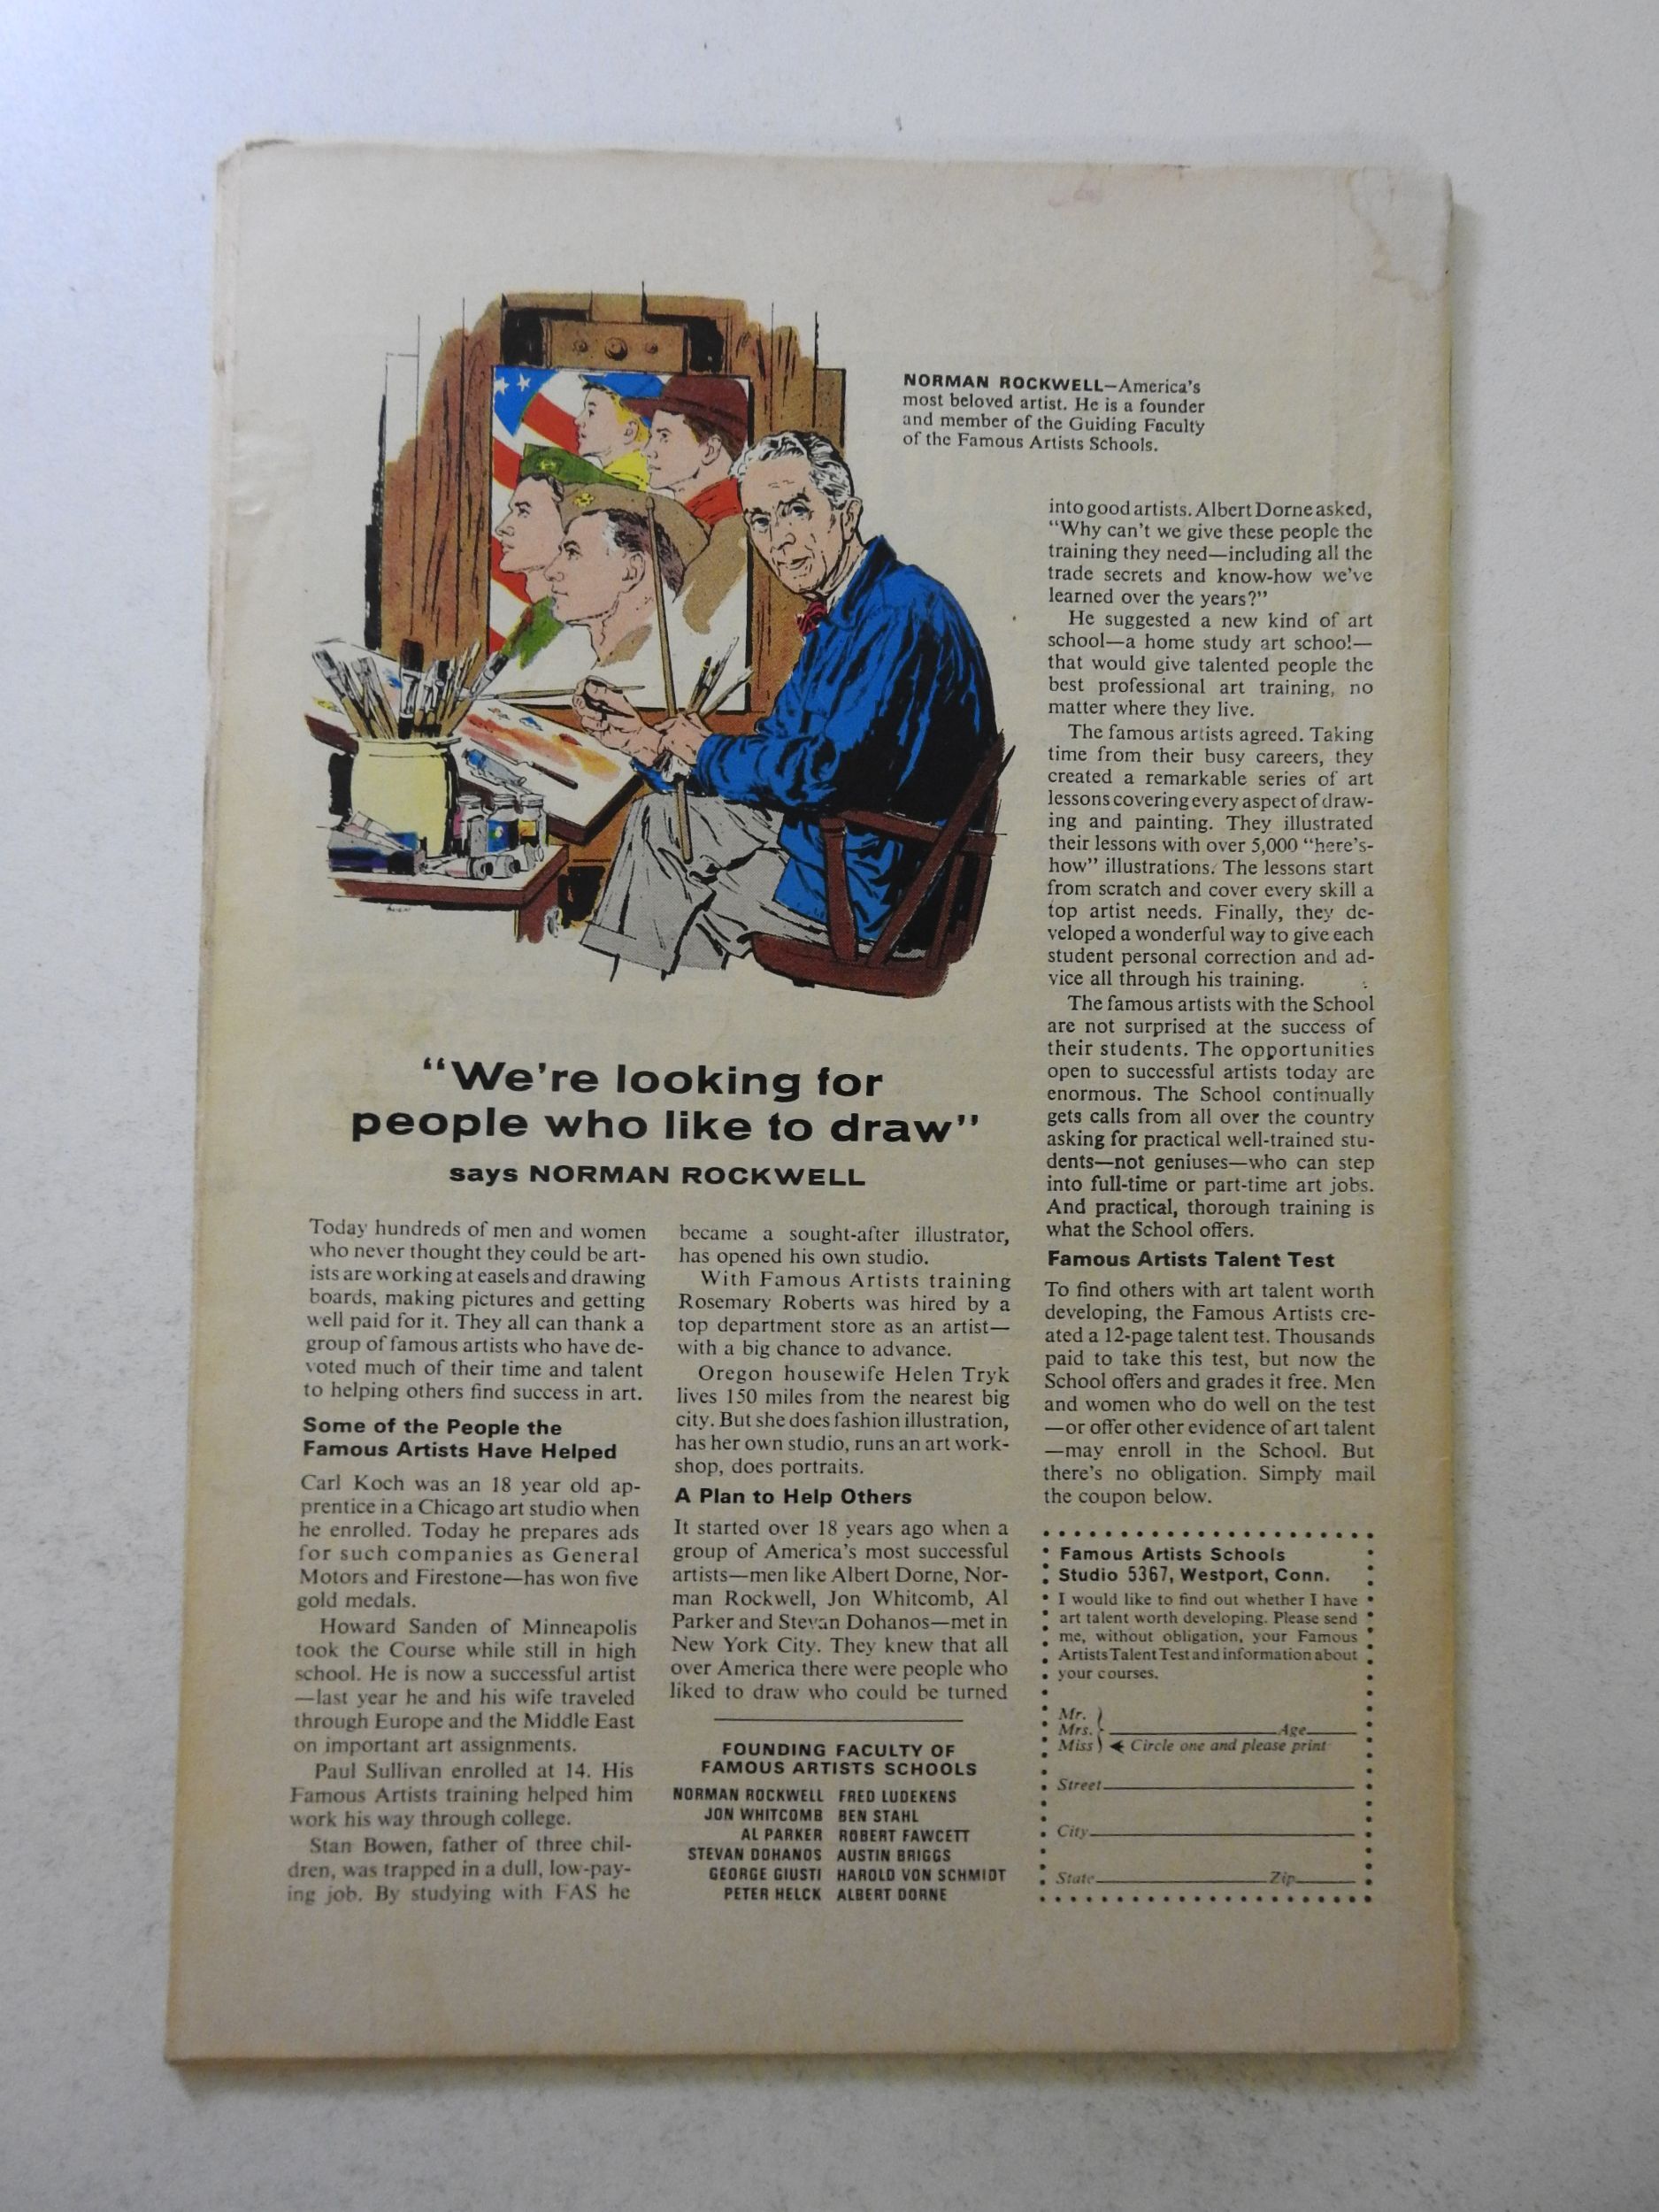 NORMAN ROCKWELL—America's
most beloved artist. He is a founder
and member of the Guiding Faculty
of the Famous Artists Schools.
"We're looking for
people who like to draw"
says NORMAN ROCKWELL
Today hundreds of men and women
who never thought they could be art-
ists are working at easels and drawing
boards, making pictures and getting
well paid for it. They all can thank a
group of famous artists who have de-
voted much of their time and talent
to helping others find success in art.
Some of the People the
Famous Artists Have Helped
Carl Koch was an 18 year old ap-
prentice in a Chicago art studio when
he enrolled. Today he prepares ads
for such companies as General
Motors and Firestone—has won five
gold medals.
Howard Sanden of Minneapolis
took the Course while still in high
school. He is now a successful artist
—last year he and his wife traveled
through Europe and the Middle East
on important art assignments.
Paul Sullivan enrolled at 14. His
Famous Artists training helped him
work his way through college.
Stan Bowen, father of three chil-
dren, was trapped in a dull, low-pay-
ing job. By studying with FAS he
became a sought-after illustrator,
has opened his own studio.
With Famous Artists training
Rosemary Roberts was hired by a
top department store as an artist—
with a big chance to advance.
Oregon housewife Helen Tryk
lives 150 miles from the nearest big
city. But she does fashion illustration,
has her own studio, runs an art work-
shop, does portraits.
A Plan to Help Others
It started over 18 years ago when a
group of America's most successful
artists—men like Albert Dorne, Nor-
man Rockwell, Jon Whitcomb, Al
Parker and Stevan Dohanos—met in
New York City. They knew that all
over America there were people who
liked to draw who could be turned
FOUNDING FACULTY OF
FAMOUS ARTISTS SCHOOLS
NORMAN ROCKWELL FRED LUDEKENS
JON WHITCOMB BEN STAHL
AL PARKER ROBERT FAWCETT
STEVAN DOHANOS AUSTIN BRIGGS
GEORGE GIUSTI HAROLD VON SCHMIDT
PETER HELCK ALBERT DORNE
into good artists. Albert Dorne asked,
"Why can't we give these people the
training they need—including all the
trade secrets and know-how we've
learned over the years?"
He suggested a new kind of art
school—a home study art school—
that would give talented people the
best professional art training, no
matter where they live.
The famous artists agreed. Taking
time from their busy careers, they
created a remarkable series of art
lessons covering every aspect of draw-
ing and painting. They illustrated
their lessons with over 5,000 "here's-
how" illustrations. The lessons start
from scratch and cover every skill a
top artist needs. Finally, they de-
veloped a wonderful way to give each
student personal correction and ad-
vice all through his training.
The famous artists with the School
are not surprised at the success of
their students. The opportunities
open to successful artists today are
enormous. The School continually
gets calls from all over the country
asking for practical well-trained stu-
dents—not geniuses—who can step
into full-time or part-time art jobs.
And practical, thorough training is
what the School offers.
Famous Artists Talent Test
To find others with art talent worth
developing, the Famous Artists cre-
ated a 12-page talent test. Thousands
paid to take this test, but now the
School offers and grades it free. Men
and women who do well on the test
—or offer other evidence of art talent
—may enroll in the School. But
there's no obligation. Simply mail
the coupon below.
Famous Artists Schools
Studio 5367, Westport, Conn.
I would like to find out whether I have
art talent worth developing. Please send
me, without obligation, your Famous
Artists Talent Test and information about
your courses.
Mr.
Mrs. Age
Miss Circle one and please print
Street
City
State Zip